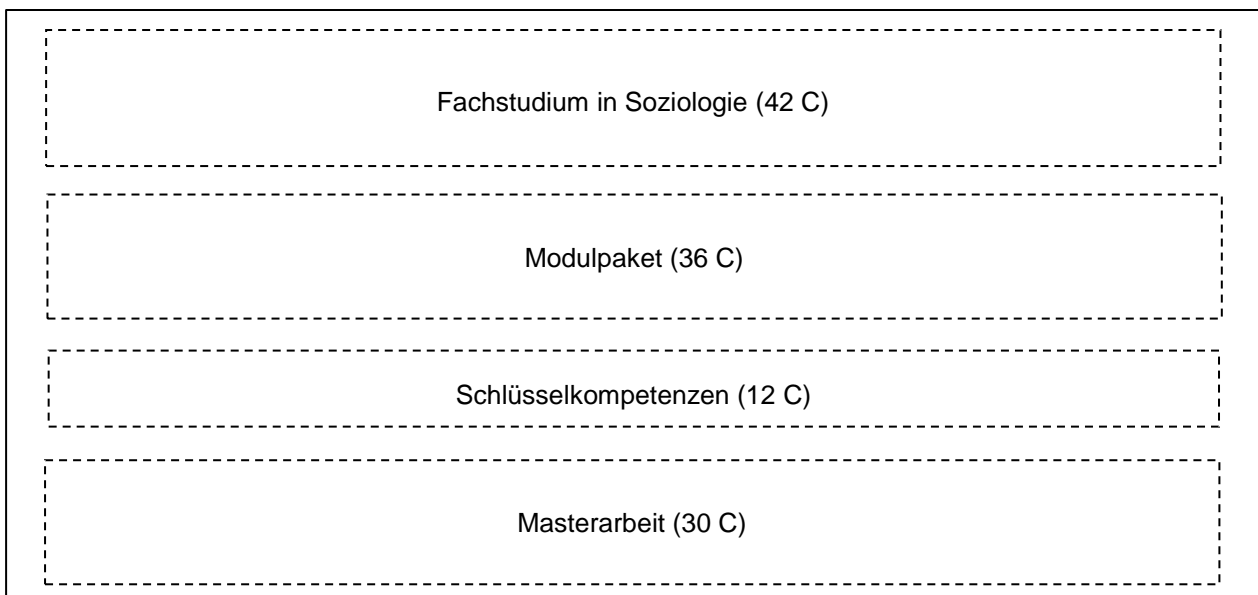 Fachstudium in Soziologie (42 C)
Modulpaket (36 C)
Schlüsselkompetenzen (12 C)
Masterarbeit (30 C)